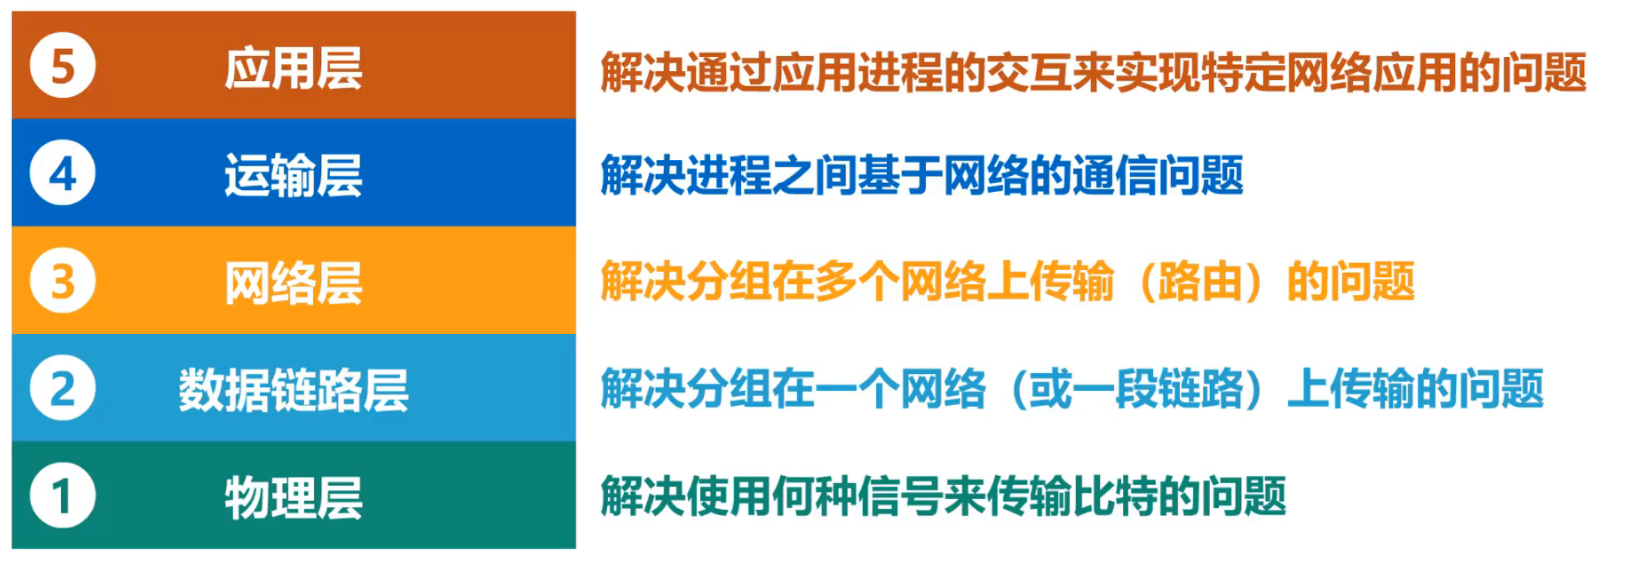 5 应用层 解决通过应用进程的交互来实现特定网络应用的问题
4 运输层 解决进程之间基于网络的通信问题
3 网络层 解决分组在多个网络上传输（路由）的问题
2 数据链路层 解决分组在一个网络（或一段链路）上传输的问题
1 物理层 解决使用何种信号来传输比特的问题